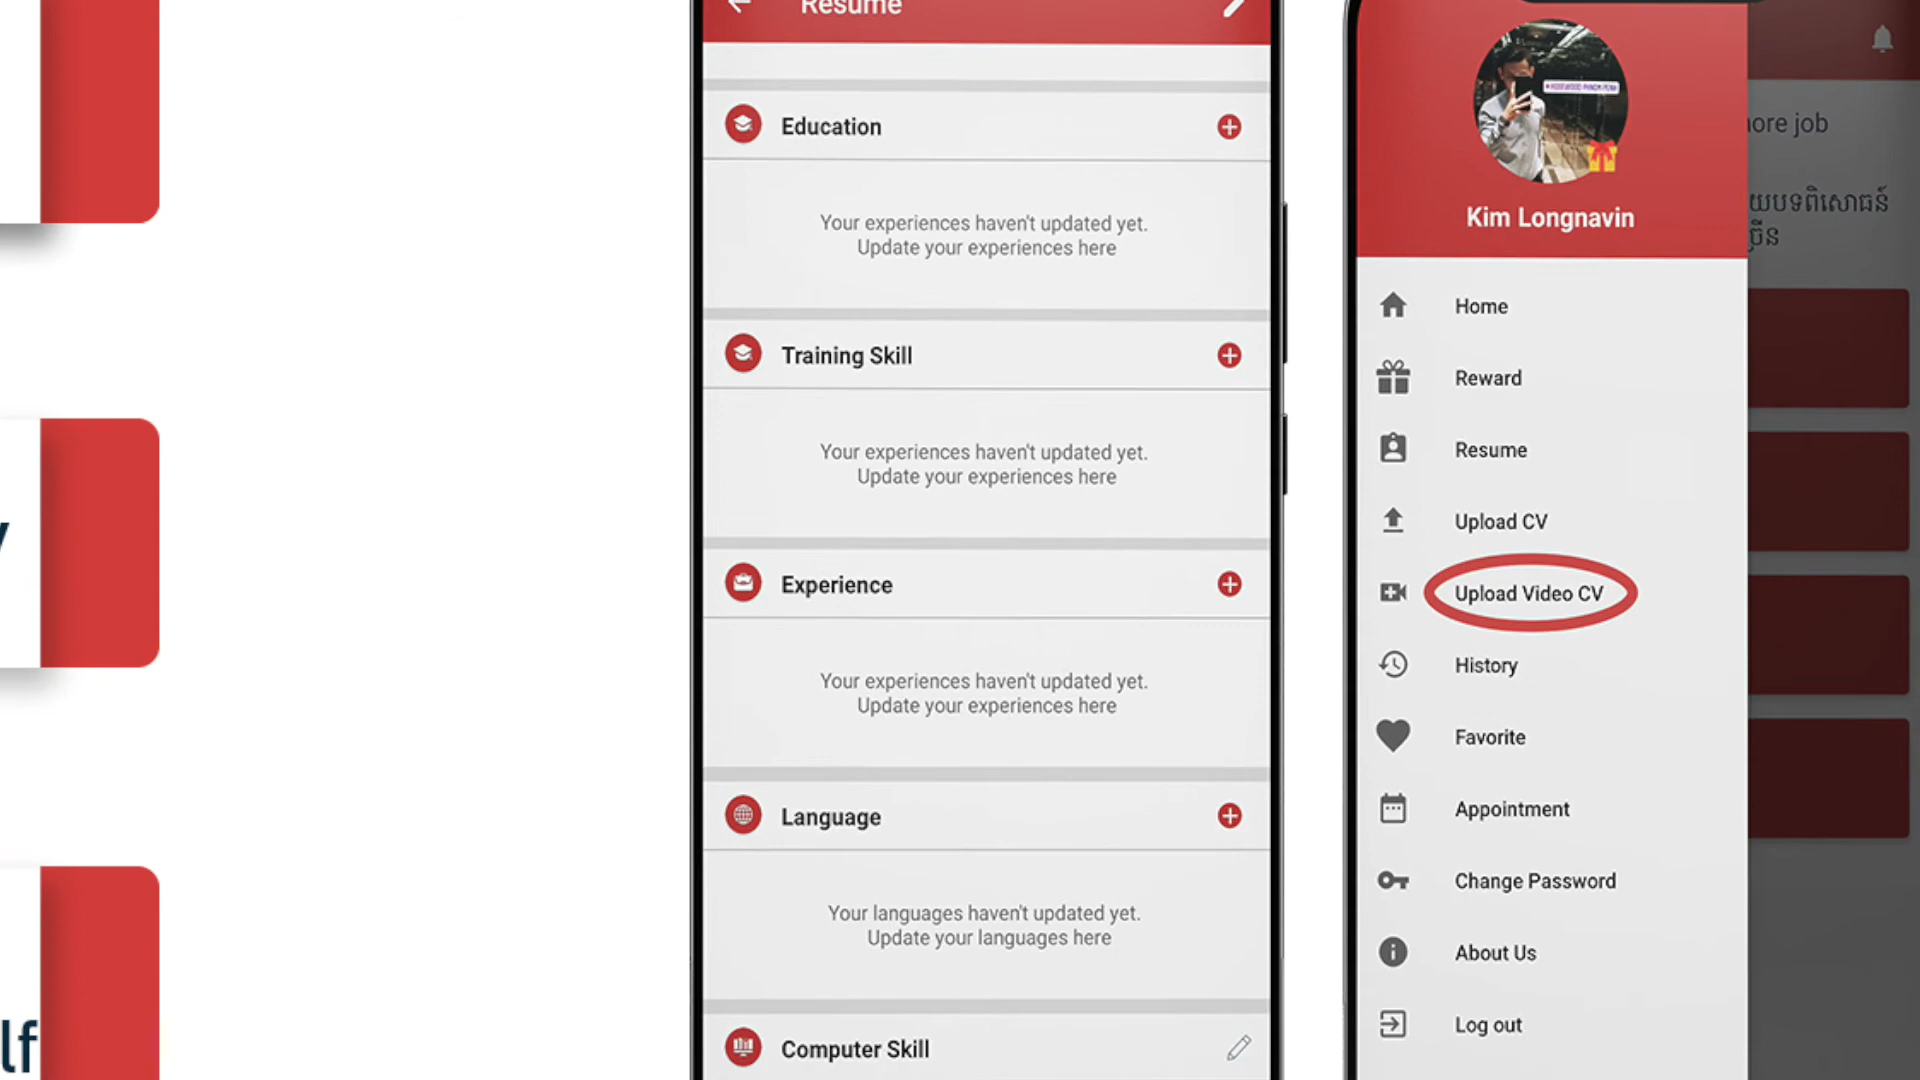 Resume
Education
Your experiences haven't updated yet.
Update your experiences here
Training Skill
Your experiences haven't updated yet.
Update your experiences here
Experience
Your experiences haven't updated yet.
Update your experiences here
Language
Your languages haven't updated yet.
Update your languages here
Computer Skill
Kim Longnavin
Home
Reward
Resume
Upload CV
Upload Video CV
History
Favorite
Appointment
Change Password
About Us
Log out
job